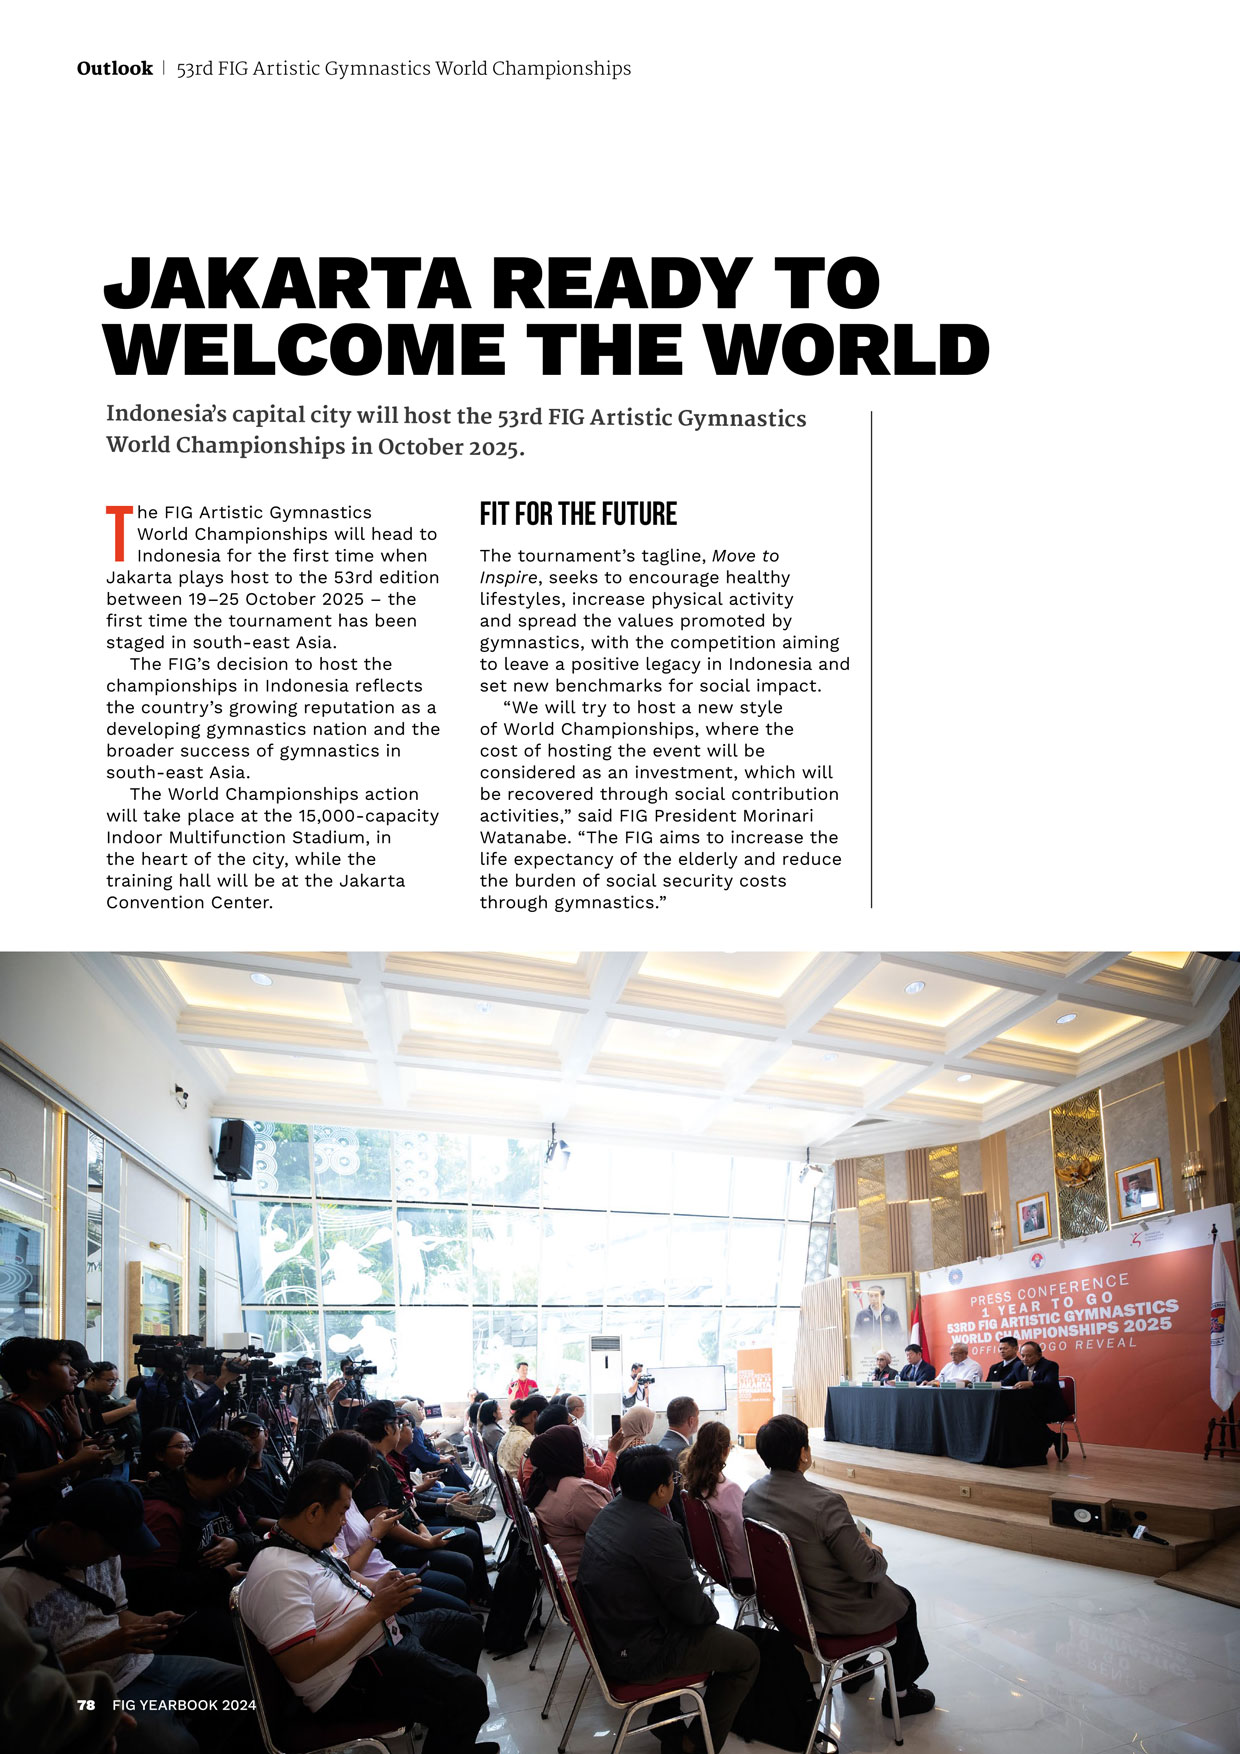 Outlook | 53rd FIG Artistic Gymnastics World Championships
JAKARTA READY TO
WELCOME THE WORLD
Indonesia’s capital city will host the 53rd FIG Artistic Gymnastics
World Championships in October 2025.
The FIG Artistic Gymnastics
World Championships will head to
Indonesia for the first time when
Jakarta plays host to the 53rd edition
between 19–25 October 2025 – the
first time the tournament has been
staged in south-east Asia.
The FIG’s decision to host the
championships in Indonesia reflects
the country’s growing reputation as a
developing gymnastics nation and the
broader success of gymnastics in
south-east Asia.
The World Championships action
will take place at the 15,000-capacity
Indoor Multifunction Stadium, in
the heart of the city, while the
training hall will be at the Jakarta
Convention Center.
FIT FOR THE FUTURE
The tournament’s tagline, Move to
Inspire, seeks to encourage healthy
lifestyles, increase physical activity
and spread the values promoted by
gymnastics, with the competition aiming
to leave a positive legacy in Indonesia and
set new benchmarks for social impact.
“We will try to host a new style
of World Championships, where the
cost of hosting the event will be
considered as an investment, which will
be recovered through social contribution
activities,” said FIG President Morinari
Watanabe. “The FIG aims to increase the
life expectancy of the elderly and reduce
the burden of social security costs
through gymnastics.”
PRESS CONFERENCE
1 YEAR TO GO
53RD FIG ARTISTIC GYMNASTICS
WORLD CHAMPIONSHIPS 2025
REVEAL
78 FIG YEARBOOK 2024